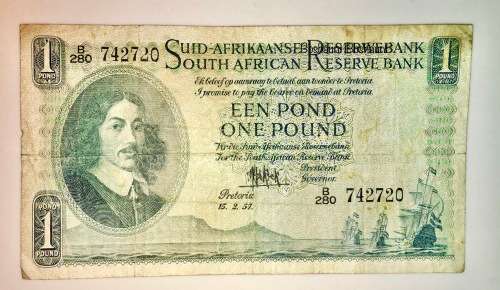 1 POND
B/280 742720
SUID-AFRIKAANSE RESERVEBANK
SOUTH AFRICAN RESERVE BANK
1 POUND
Ek beloof op aanvraag te betaal aan toonder te Pretoria.
I promise to pay the bearer on demand at Pretoria.
EEN POND
ONE POUND
Vir die Suid-Afrikaanse Reserwebank
For the South African Reserve Bank
President
Governor.
Pretoria
15.2.57.
B/280 742720
1 POUND